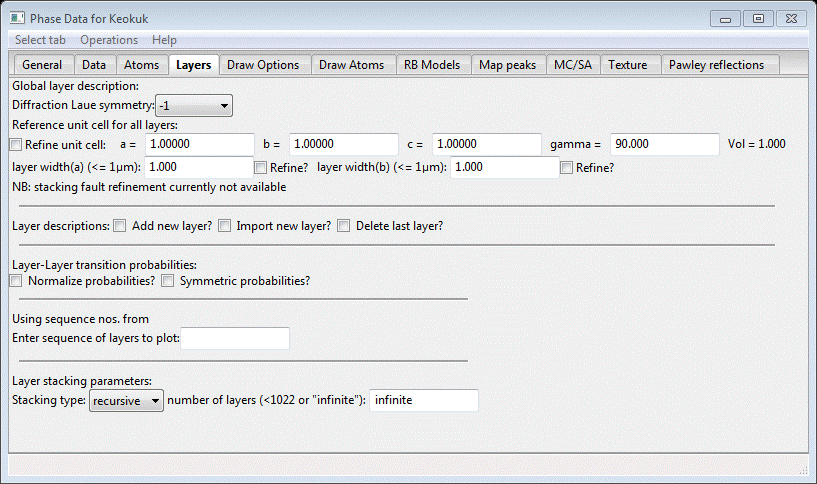 Phase Data for Keokuk
Select tab Operations Help
General Data Atoms Layers Draw Options Draw Atoms RB Models Map peaks MC/SA Texture Pawley reflections
Global layer description:
Diffraction Laue symmetry: -1
Reference unit cell for all layers:
Refine unit cell: a = 1.00000 b = 1.00000 c = 1.00000 gamma = 90.000 Vol = 1.000
layer width(a) (<= 1μm): 1.000 Refine? layer width(b) (<= 1μm): 1.000 Refine?
NB: stacking fault refinement currently not available
Layer descriptions: Add new layer? Import new layer? Delete last layer?
Layer-Layer transition probabilities:
Normalize probabilities? Symmetric probabilities?
Using sequence nos. from
Enter sequence of layers to plot:
Layer stacking parameters:
Stacking type: recursive number of layers (<1022 or "infinite"): infinite